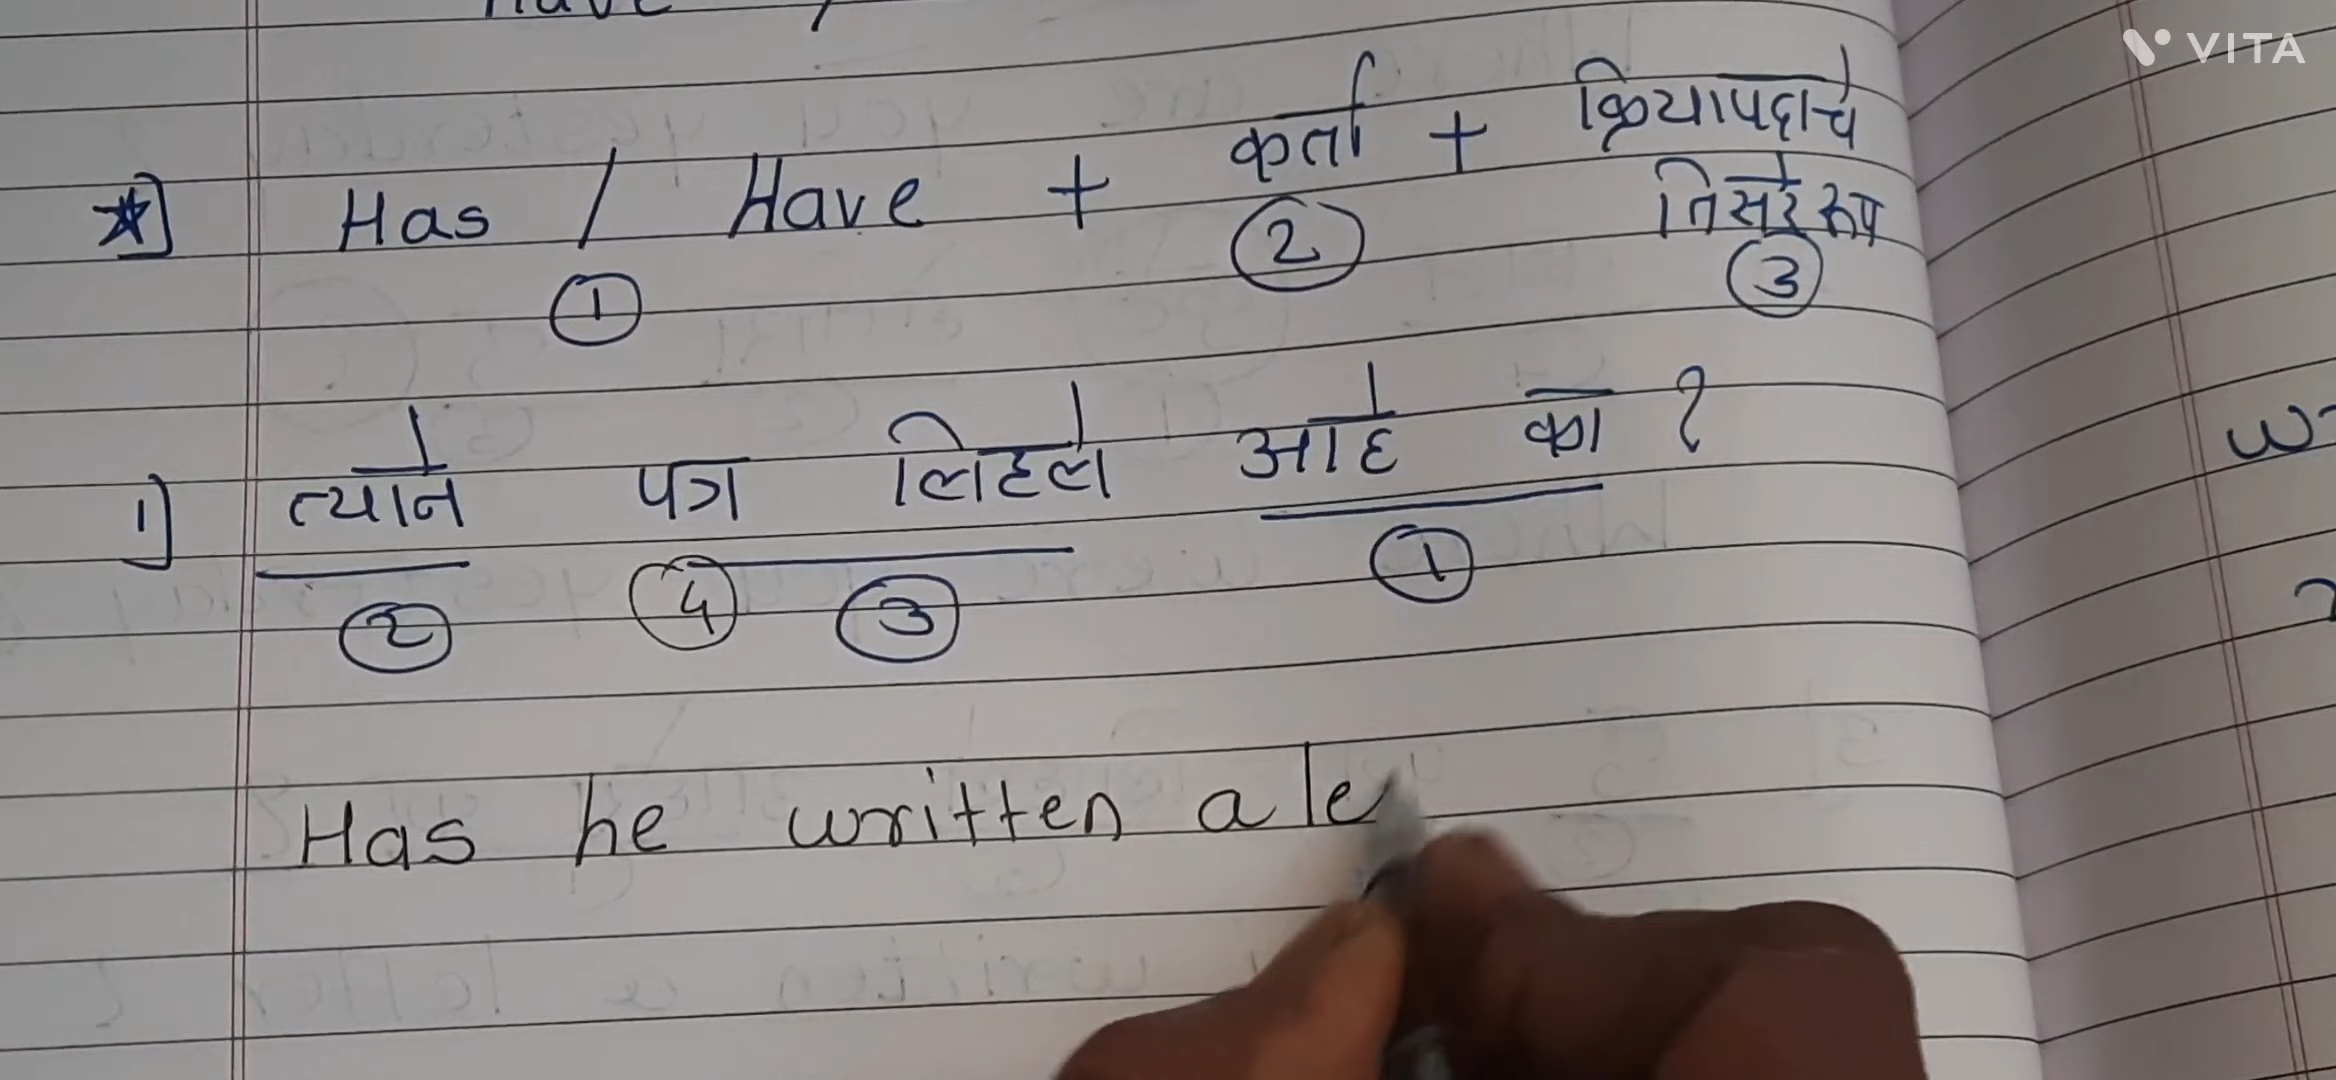 VITA
★] Has / Have + कर्ता + क्रियापदाचे
तिसरे रूप
① ② ③
1] त्याने पत्र लिहले आहे का ?
② ④ ③ ①
Has he written a le